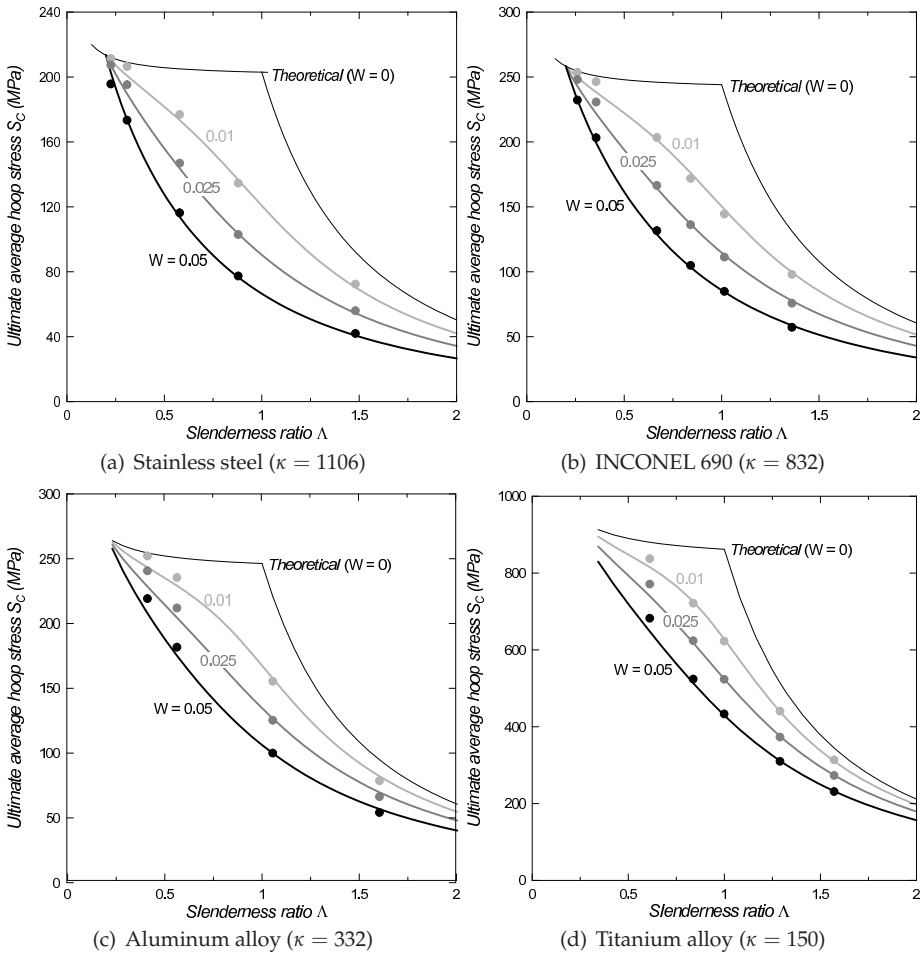 240
200
160
120
80
40
0
Ultimate average hoop stress S_C (MPa)
Theoretical (W = 0)
0.01
0.025
W = 0.05
0 0.5 1 1.5 2
Slenderness ratio Λ
(a) Stainless steel (κ = 1106)
300
250
200
150
100
50
0
Ultimate average hoop stress S_C (MPa)
Theoretical (W = 0)
0.01
0.025
W = 0.05
0 0.5 1 1.5 2
Slenderness ratio Λ
(b) INCONEL 690 (κ = 832)
300
250
200
150
100
50
0
Ultimate average hoop stress S_C (MPa)
Theoretical (W = 0)
0.01
0.025
W = 0.05
0 0.5 1 1.5 2
Slenderness ratio Λ
(c) Aluminum alloy (κ = 332)
1000
800
600
400
200
0
Ultimate average hoop stress S_C (MPa)
Theoretical (W = 0)
0.01
0.025
W = 0.05
0 0.5 1 1.5 2
Slenderness ratio Λ
(d) Titanium alloy (κ = 150)